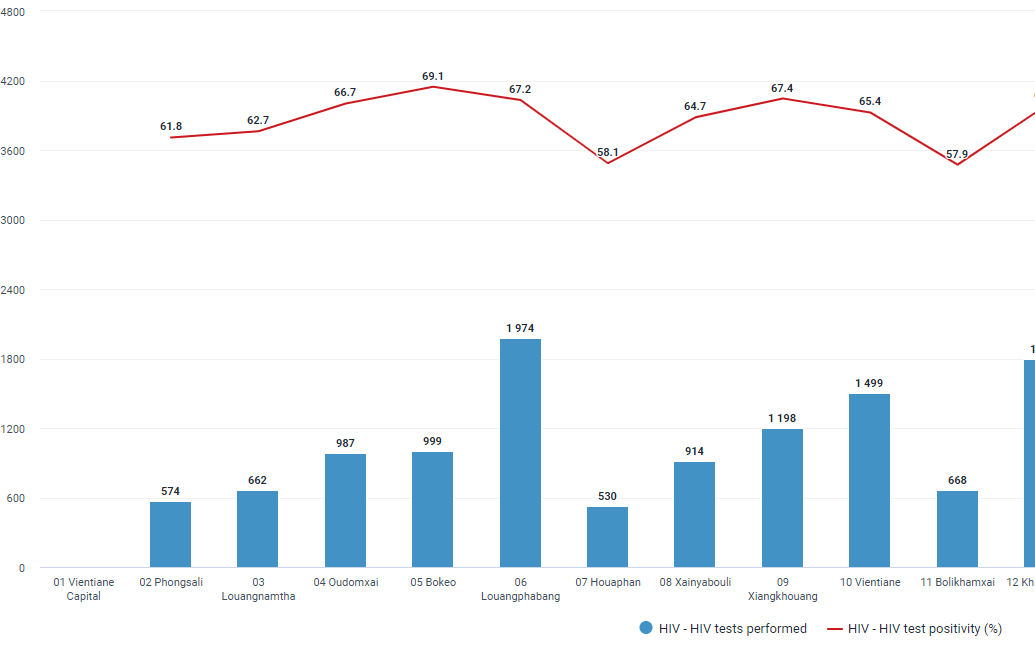 4800
4200
3600
3000
2400
1800
1200
600
0
61.8
62.7
66.7
69.1
67.2
58.1
64.7
67.4
65.4
57.9
574
662
987
999
1 974
530
914
1 198
1 499
668
01 Vientiane
Capital
02 Phongsali
03
Louangnamtha
04 Oudomxai
05 Bokeo
06
Louangphabang
07 Houaphan
08 Xainyabouli
09
Xiangkhouang
10 Vientiane
11 Bolikhamxai
12 Kh
HIV - HIV tests performed
HIV - HIV test positivity (%)